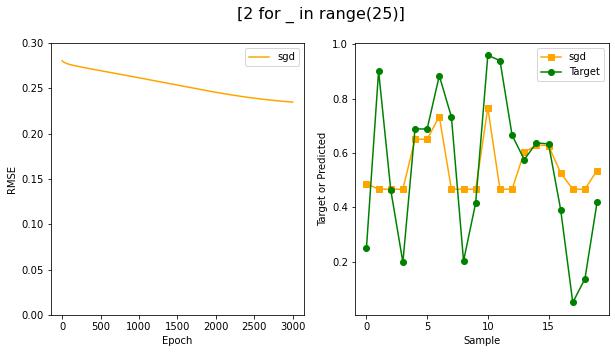 [2 for _ in range(25)]
0.30
0.25
0.20
0.15
0.10
0.05
0.00
RMSE
0 500 1000 1500 2000 2500 3000
Epoch
sgd
1.0
0.8
0.6
0.4
0.2
Target or Predicted
0 5 10 15
Sample
sgd
Target